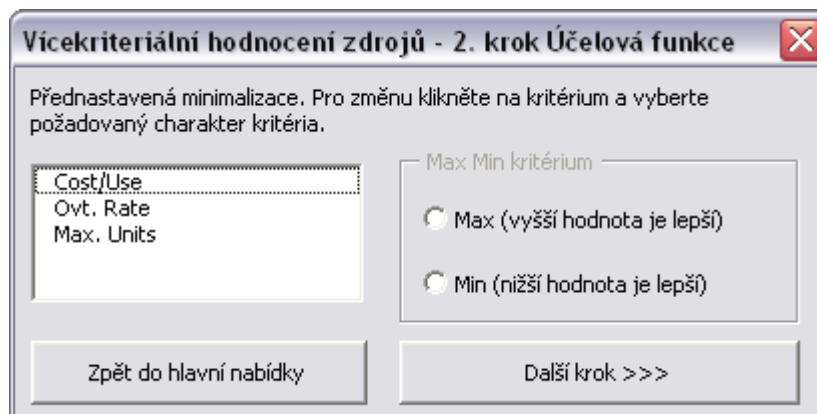 Vícekriteriální hodnocení zdrojů - 2. krok Účelová funkce
Přednastavená minimalizace. Pro změnu klikněte na kritérium a vyberte
požadovaný charakter kritéria.
Cost/Use
Ovt. Rate
Max. Units
Max Min kritérium
Max (vyšší hodnota je lepší)
Min (nižší hodnota je lepší)
Zpět do hlavní nabídky
Další krok >>>